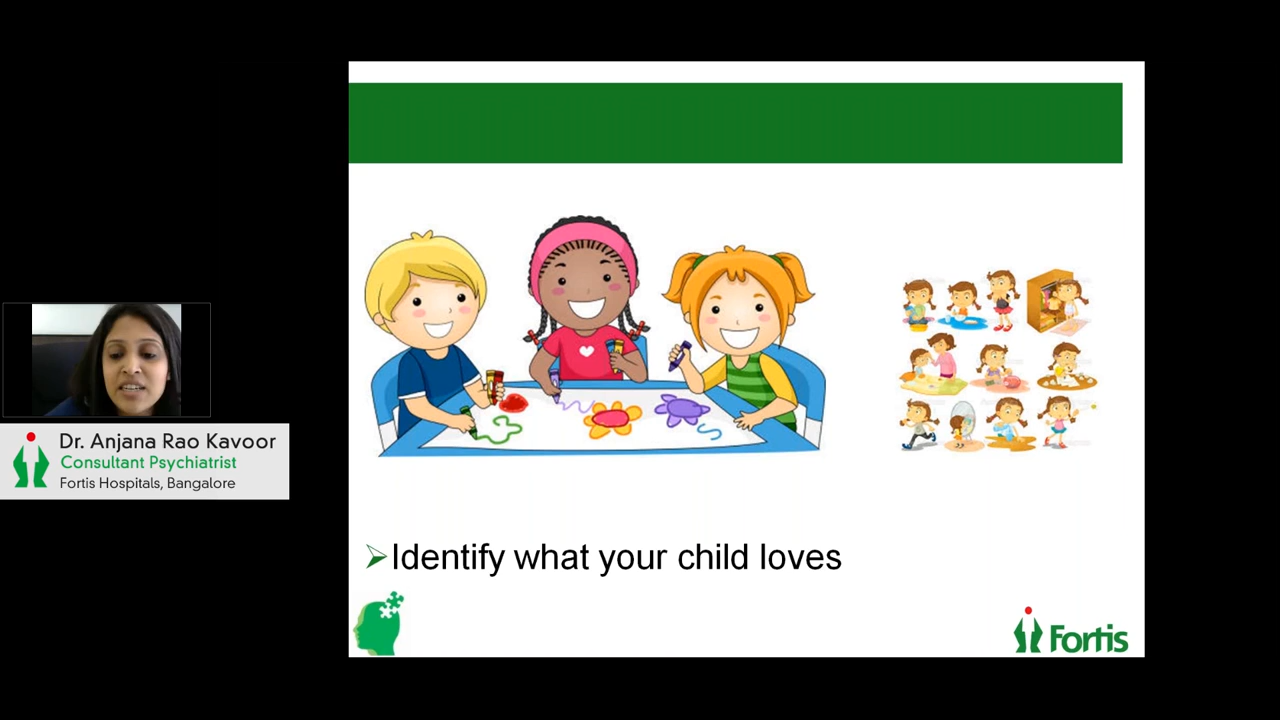 Dr. Anjana Rao Kavoor
Consultant Psychiatrist
Fortis Hospitals, Bangalore
Identify what your child loves
Fortis